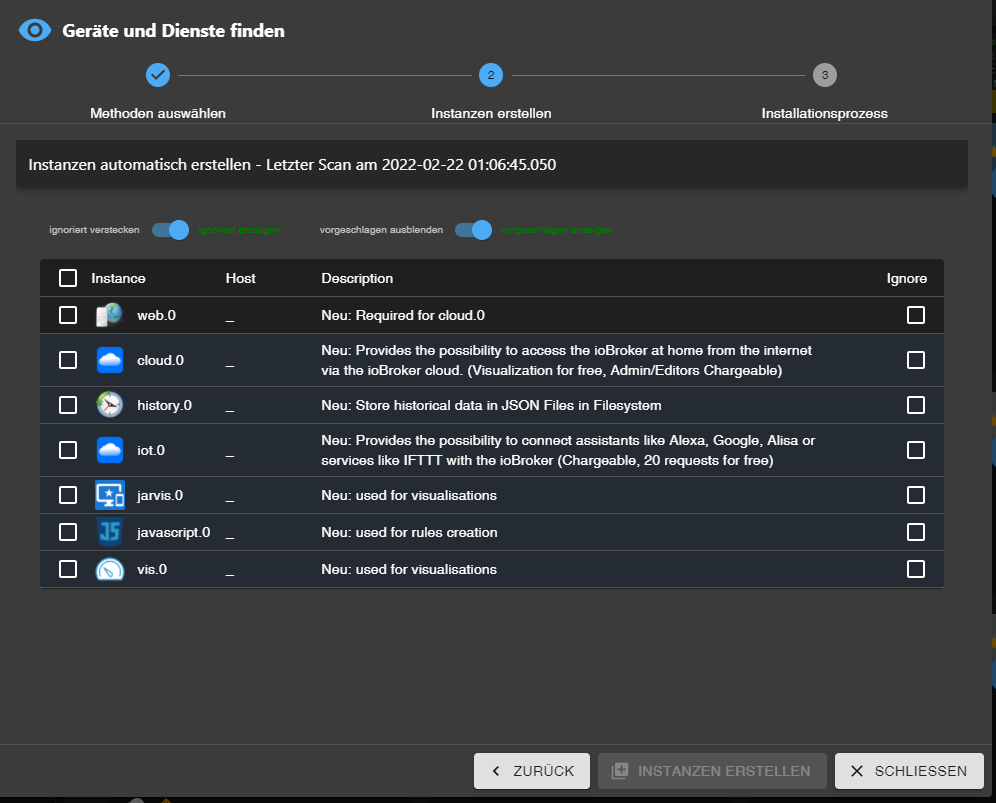 Geräte und Dienste finden
2
3
Methoden auswählen
Instanzen erstellen
Installationsprozess
Instanzen automatisch erstellen - Letzter Scan am 2022-02-22 01:06:45.050
ignoriert verstecken
ignoriert anzeigen
vorgeschlagen ausblenden
vorgeschlagen anzeigen
Instance Host Description Ignore
web.0 _ Neu: Required for cloud.0
cloud.0 _ Neu: Provides the possibility to access the ioBroker at home from the internet
via the ioBroker cloud. (Visualization for free, Admin/Editors Chargeable)
history.0 _ Neu: Store historical data in JSON Files in Filesystem
iot.0 _ Neu: Provides the possibility to connect assistants like Alexa, Google, Alisa or
services like IFTTT with the ioBroker (Chargeable, 20 requests for free)
jarvis.0 _ Neu: used for visualisations
JS javascript.0 _ Neu: used for rules creation
vis.0 _ Neu: used for visualisations
ZURÜCK
INSTANZEN ERSTELLEN
SCHLIESSEN